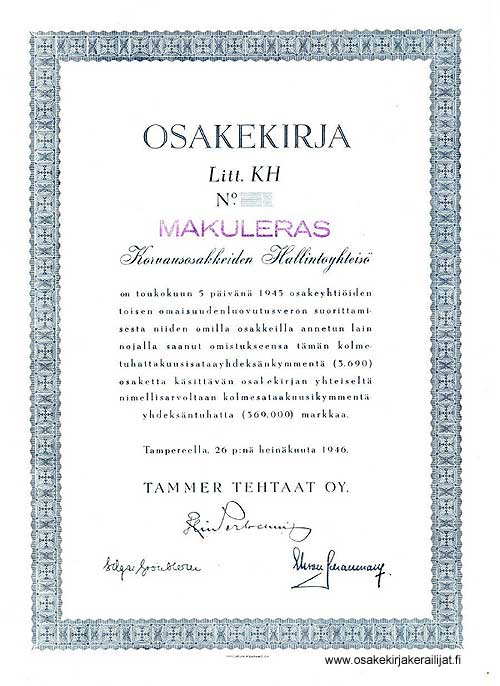 OSAKEKIRJA
Litt. KH
Nº
MAKULERAS
Korvausosakkeiden Hallintoyhteisö
on toukokuun 5 päivänä 1945 osakeyhtiöiden
toisen omaisuudenluovutusveron suorittami-
sesta niiden omilla osakkeilla annetun lain
nojalla saanut omistukseensa tämän kolme-
tuhattakuusisataayhdeksänkymmentä (3.690)
osaketta käsittävän osakekirjan yhteiseltä
nimellisarvoltaan kolmesataakuusikymmentä-
yhdeksäntuhatta (369.000) markkaa.
Tampereella, 26 p:nä heinäkuuta 1946.
TAMMER TEHTAAT OY.
www.osakekirjakerailijat.fi